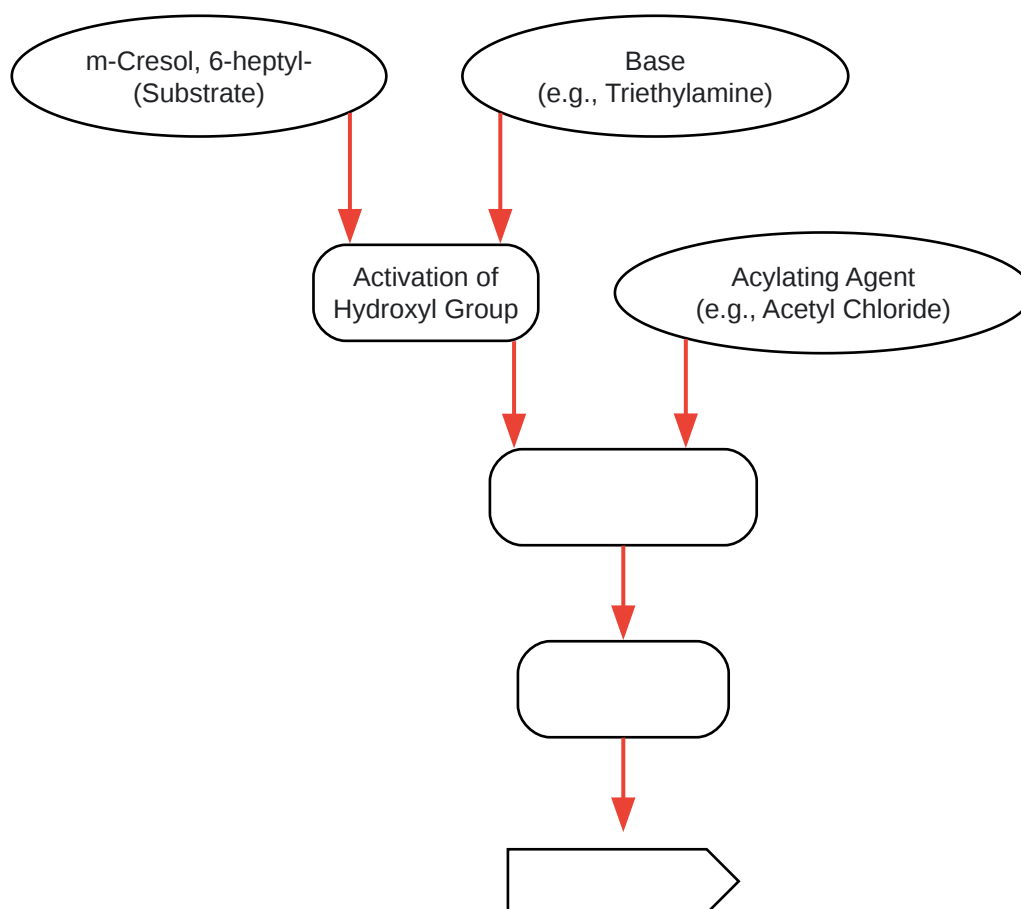 m-Cresol, 6-heptyl-
(Substrate)
Base
(e.g., Triethylamine)
Activation of
Hydroxyl Group
Acylating Agent
(e.g., Acetyl Chloride)